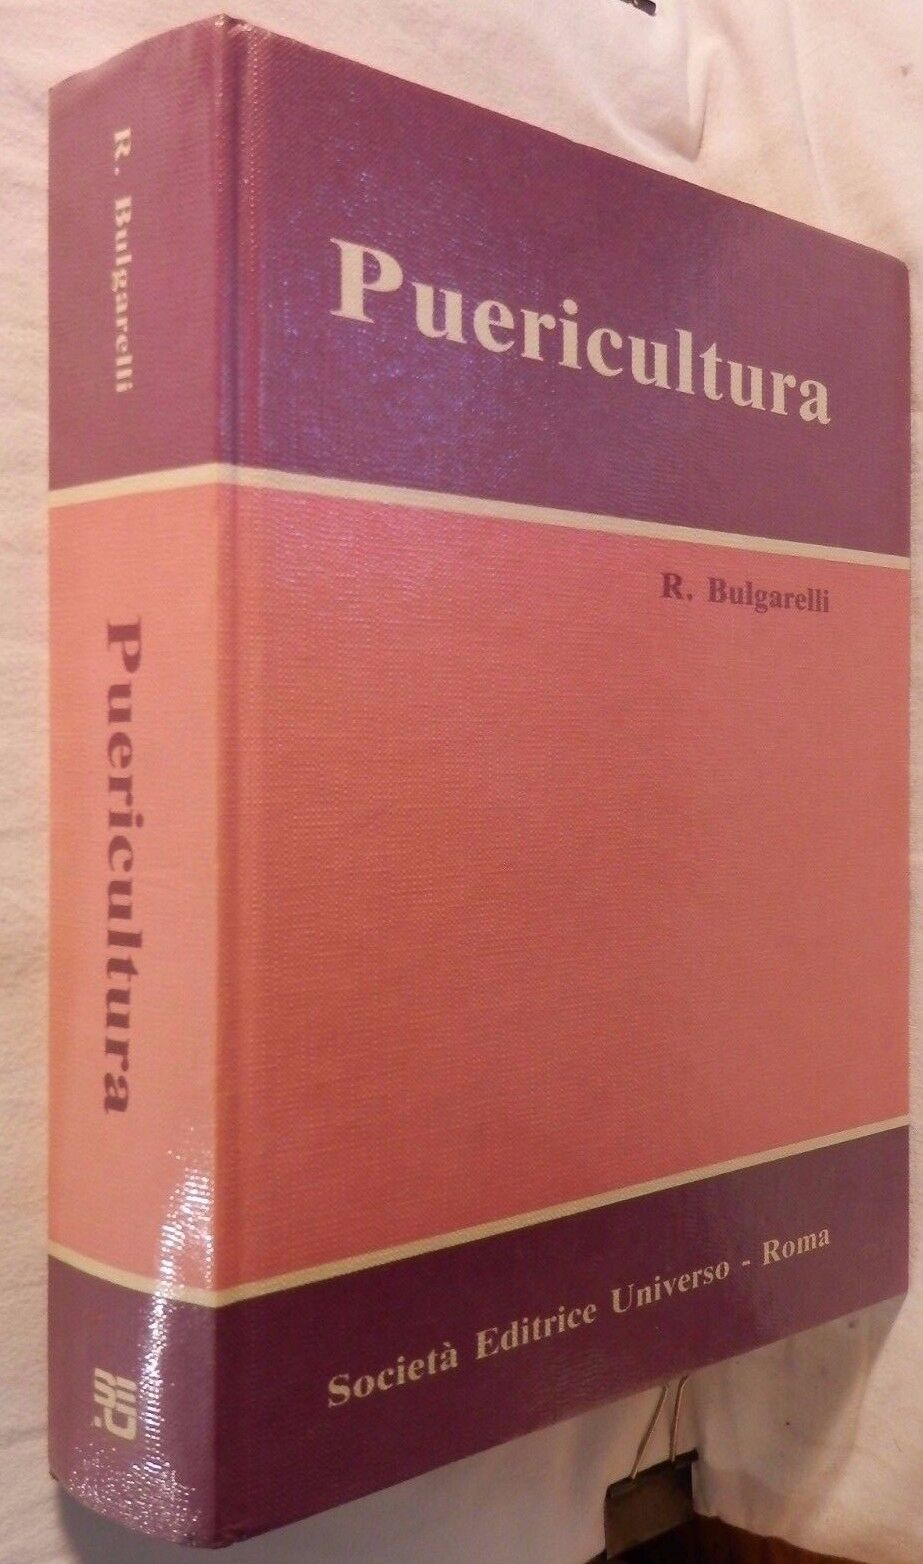 R. Bulgarelli
Puericultura
Puericultura
R. Bulgarelli
Società Editrice Universo - Roma